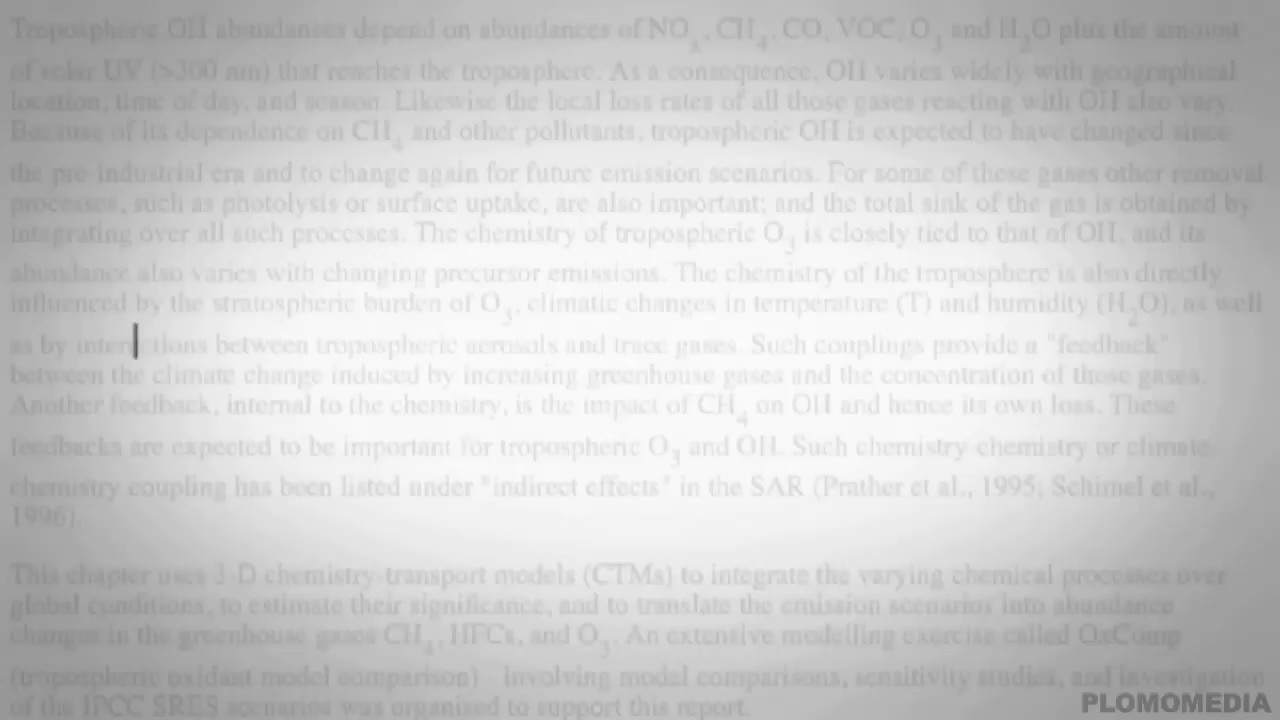 Tropospheric OH abundances depend on abundances of NOx, CH4, CO, VOC, O3 and H2O plus the amount
of solar UV (>300 nm) that reaches the troposphere. As a consequence, OH varies widely with geographical
location, time of day, and season. Likewise the local loss rates of all those gases reacting with OH also vary.
Because of its dependence on CH4 and other pollutants, tropospheric OH is expected to have changed since
the pre-industrial era and to change again for future emission scenarios. For some of these gases other removal
processes, such as photolysis or surface uptake, are also important; and the total sink of the gas is obtained by
integrating over all such processes. The chemistry of tropospheric O3 is closely tied to that of OH, and its
abundance also varies with changing precursor emissions. The chemistry of the troposphere is also directly
influenced by the stratospheric burden of O3, climatic changes in temperature (T) and humidity (H2O), as well
as by interactions between tropospheric aerosols and trace gases. Such couplings provide a "feedback"
between the climate change induced by increasing greenhouse gases and the concentration of these gases.
Another feedback, internal to the chemistry, is the impact of CH4 on OH and hence its own loss. These
feedbacks are expected to be important for tropospheric O3 and OH. Such chemistry-chemistry or climate-
chemistry coupling has been listed under "indirect effects" in the SAR (Prather et al., 1995; Schimel et al.,
1996).
This chapter uses 3-D chemistry-transport models (CTMs) to integrate the varying chemical processes over
global conditions, to estimate their significance, and to translate the emission scenarios into abundance
changes in the greenhouse gases CH4, HFCs, and O3. An extensive modelling exercise called OxComp
(tropospheric oxidant model comparison) - involving model comparisons, sensitivity studies, and investigation
of the IPCC SRES scenarios was organised to support this report.
PLOMOMEDIA